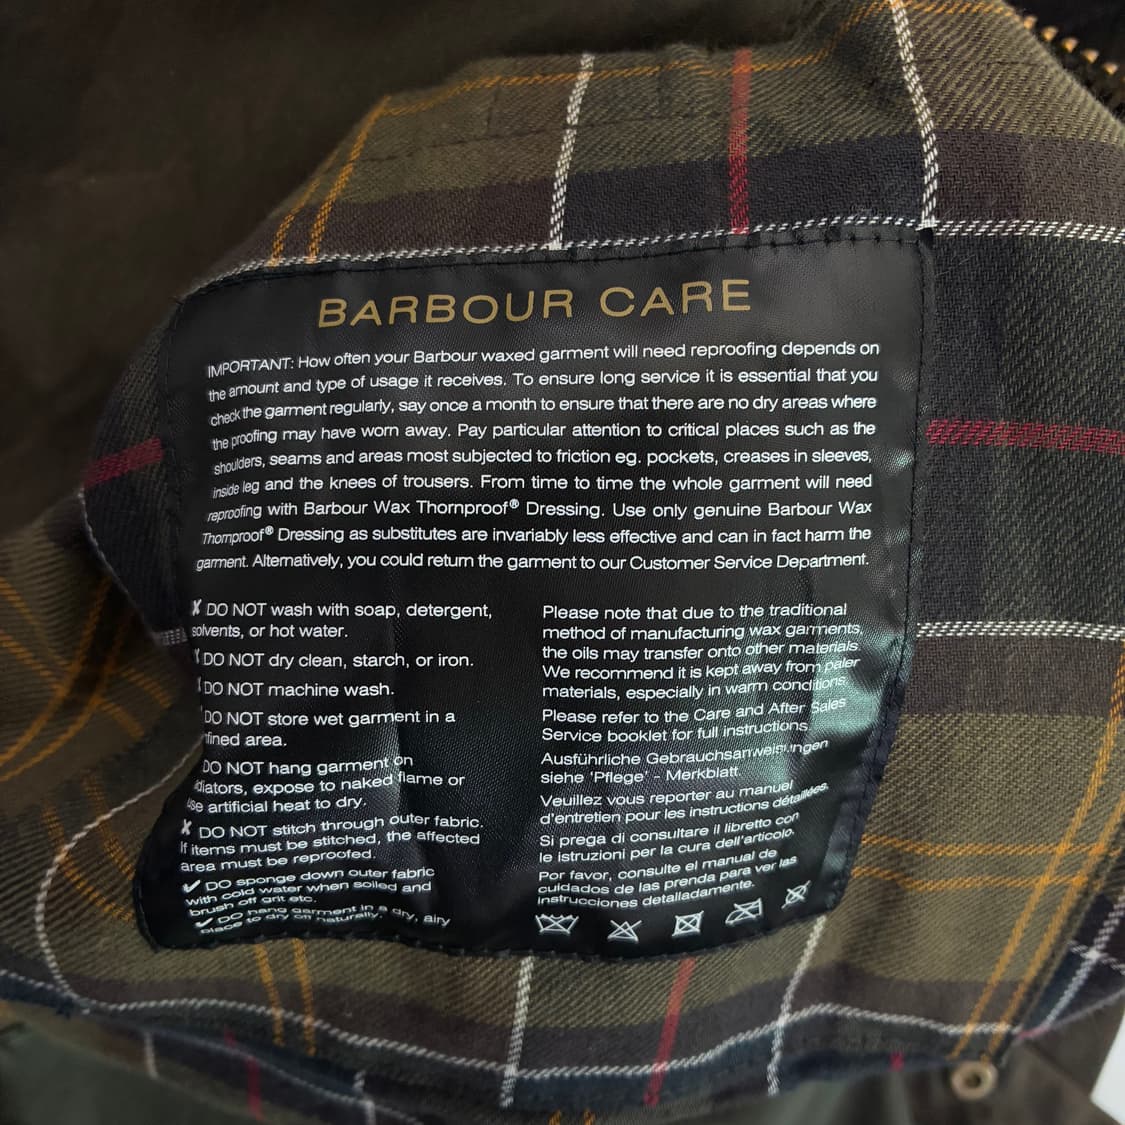 BARBOUR CARE
IMPORTANT: How often your Barbour waxed garment will need reproofing depends on
the amount and type of usage it receives. To ensure long service it is essential that you
check the garment regularly, say once a month to ensure that there are no dry areas where
the proofing may have worn away. Pay particular attention to critical places such as the
shoulders, seams and areas most subjected to friction eg. pockets, creases in sleeves,
inside leg and the knees of trousers. From time to time the whole garment will need
reproofing with Barbour Wax Thornproof® Dressing. Use only genuine Barbour Wax
Thornproof® Dressing as substitutes are invariably less effective and can in fact harm the
garment. Alternatively, you could return the garment to our Customer Service Department.
✗ DO NOT wash with soap, detergent,
solvents, or hot water.
DO NOT dry clean, starch, or iron.
DO NOT machine wash.
DO NOT store wet garment in a
area.
DO NOT hang garment on
expose to naked flame or
artificial heat to dry.
✗ DO NOT stitch through outer fabric.
If items must be stitched, the affected
area must be reproofed.
✔ DO sponge down outer fabric
with cold water when soiled and
brush off grit etc.
✔ DO hang garment in a dry, airy
place to dry off naturally.
Please note that due to the traditional
method of manufacturing wax garments,
the oils may transfer onto other materials.
We recommend it is kept away from paler
materials, especially in warm conditions.
Please refer to the Care and After Sales
Service booklet for full instructions.
Ausführliche Gebrauchsanweisungen
siehe 'Pflege' - Merkblatt.
Veuillez vous reporter au manuel
d'entretien pour les instructions détaillées.
Si prega di consultare il libretto con
le istruzioni per la cura dell'articolo.
Por favor, consulte el manual de
cuidados de las prenda para ver las
instrucciones detalladamente.